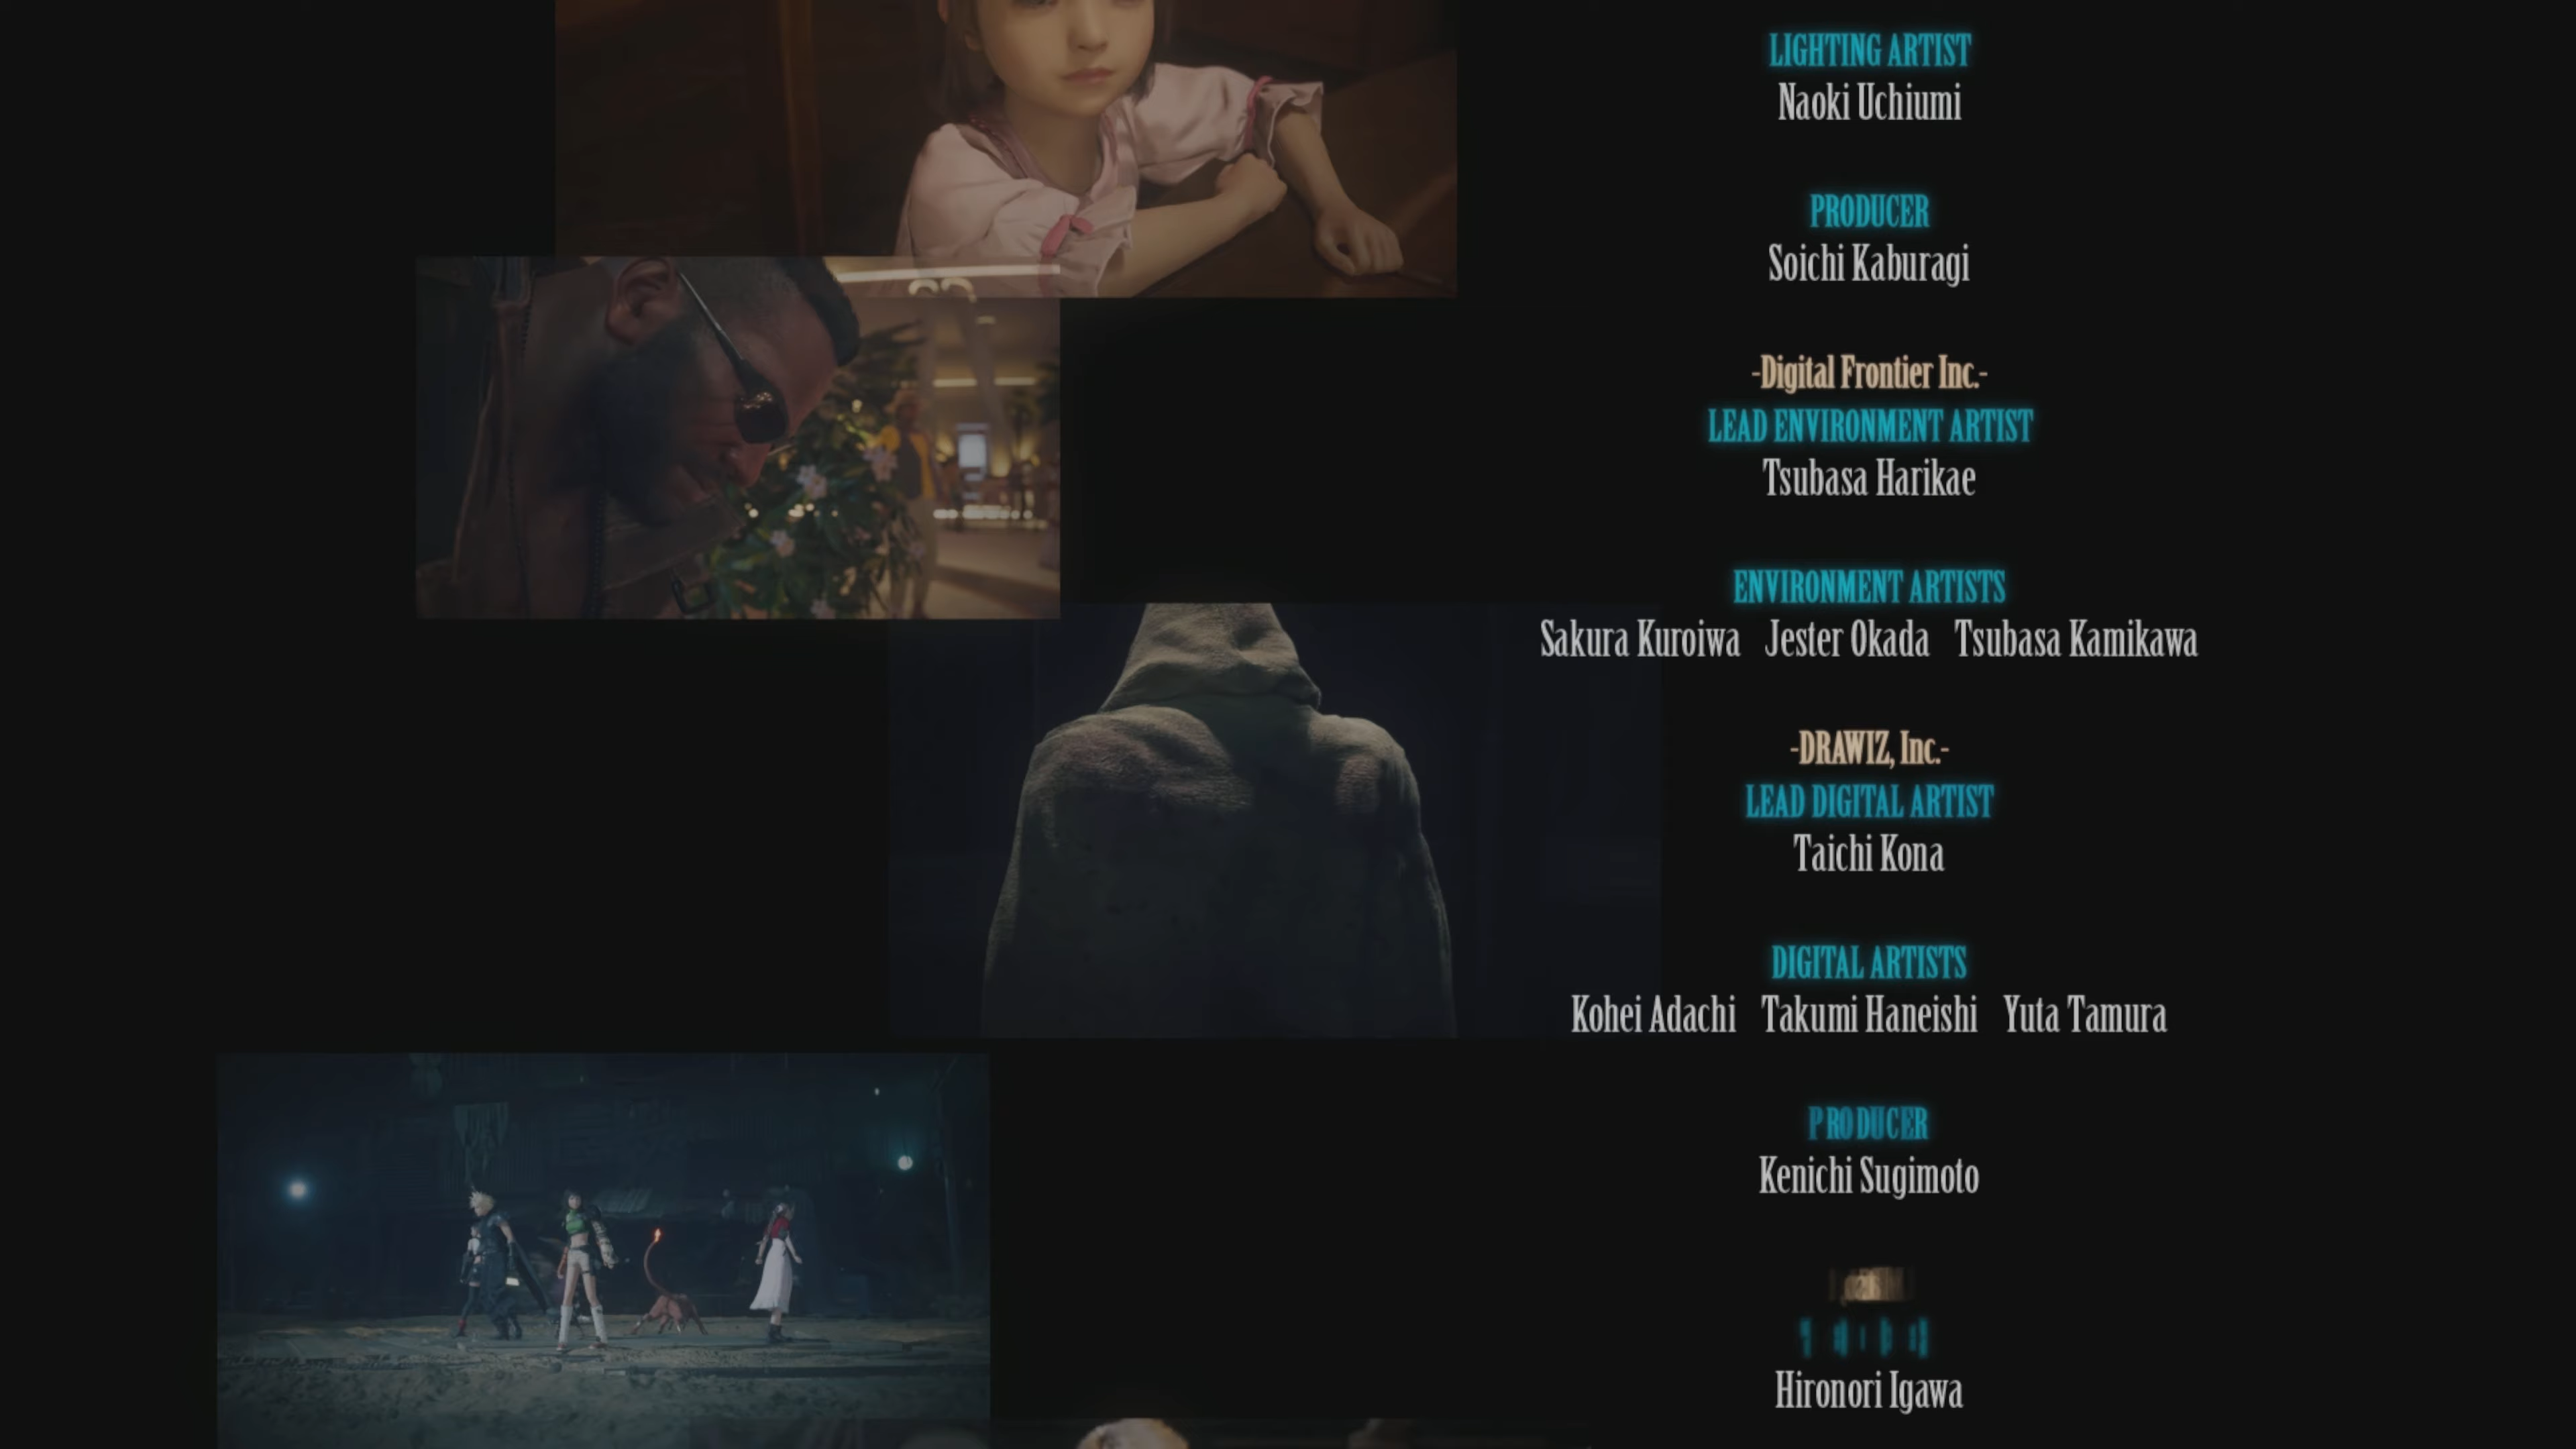 LIGHTING ARTIST
Naoki Uchiumi
PRODUCER
Soichi Kaburagi
-Digital Frontier Inc.-
LEAD ENVIRONMENT ARTIST
Tsubasa Harikae
ENVIRONMENT ARTISTS
Sakura Kuroiwa Jester Okada Tsubasa Kamikawa
-DRAWIZ, Inc.-
LEAD DIGITAL ARTIST
Taichi Kona
DIGITAL ARTISTS
Kohei Adachi Takumi Haneishi Yuta Tamura
PRODUCER
Kenichi Sugimoto
Hironori Igawa